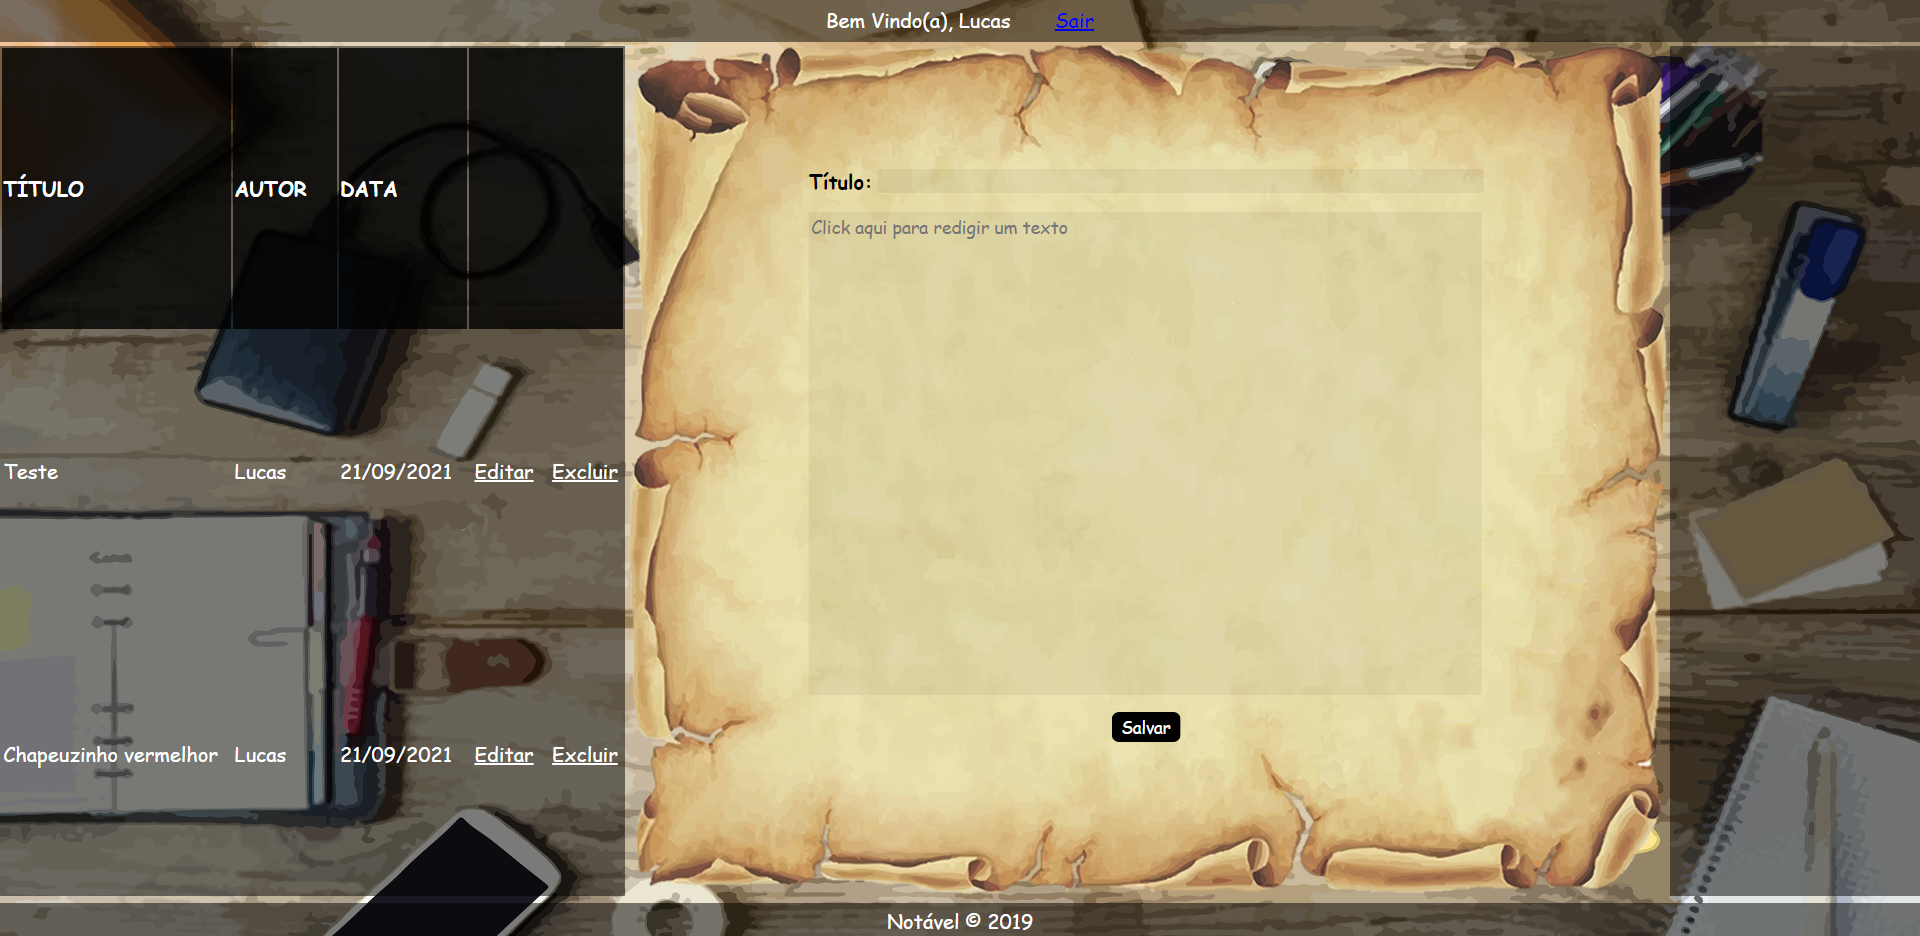 Bem Vindo(a), Lucas Sair
TÍTULO AUTOR DATA
Teste Lucas 21/09/2021 Editar Excluir
Chapeuzinho vermelhor Lucas 21/09/2021 Editar Excluir
Título:
Click aqui para redigir um texto
Salvar
Notável © 2019